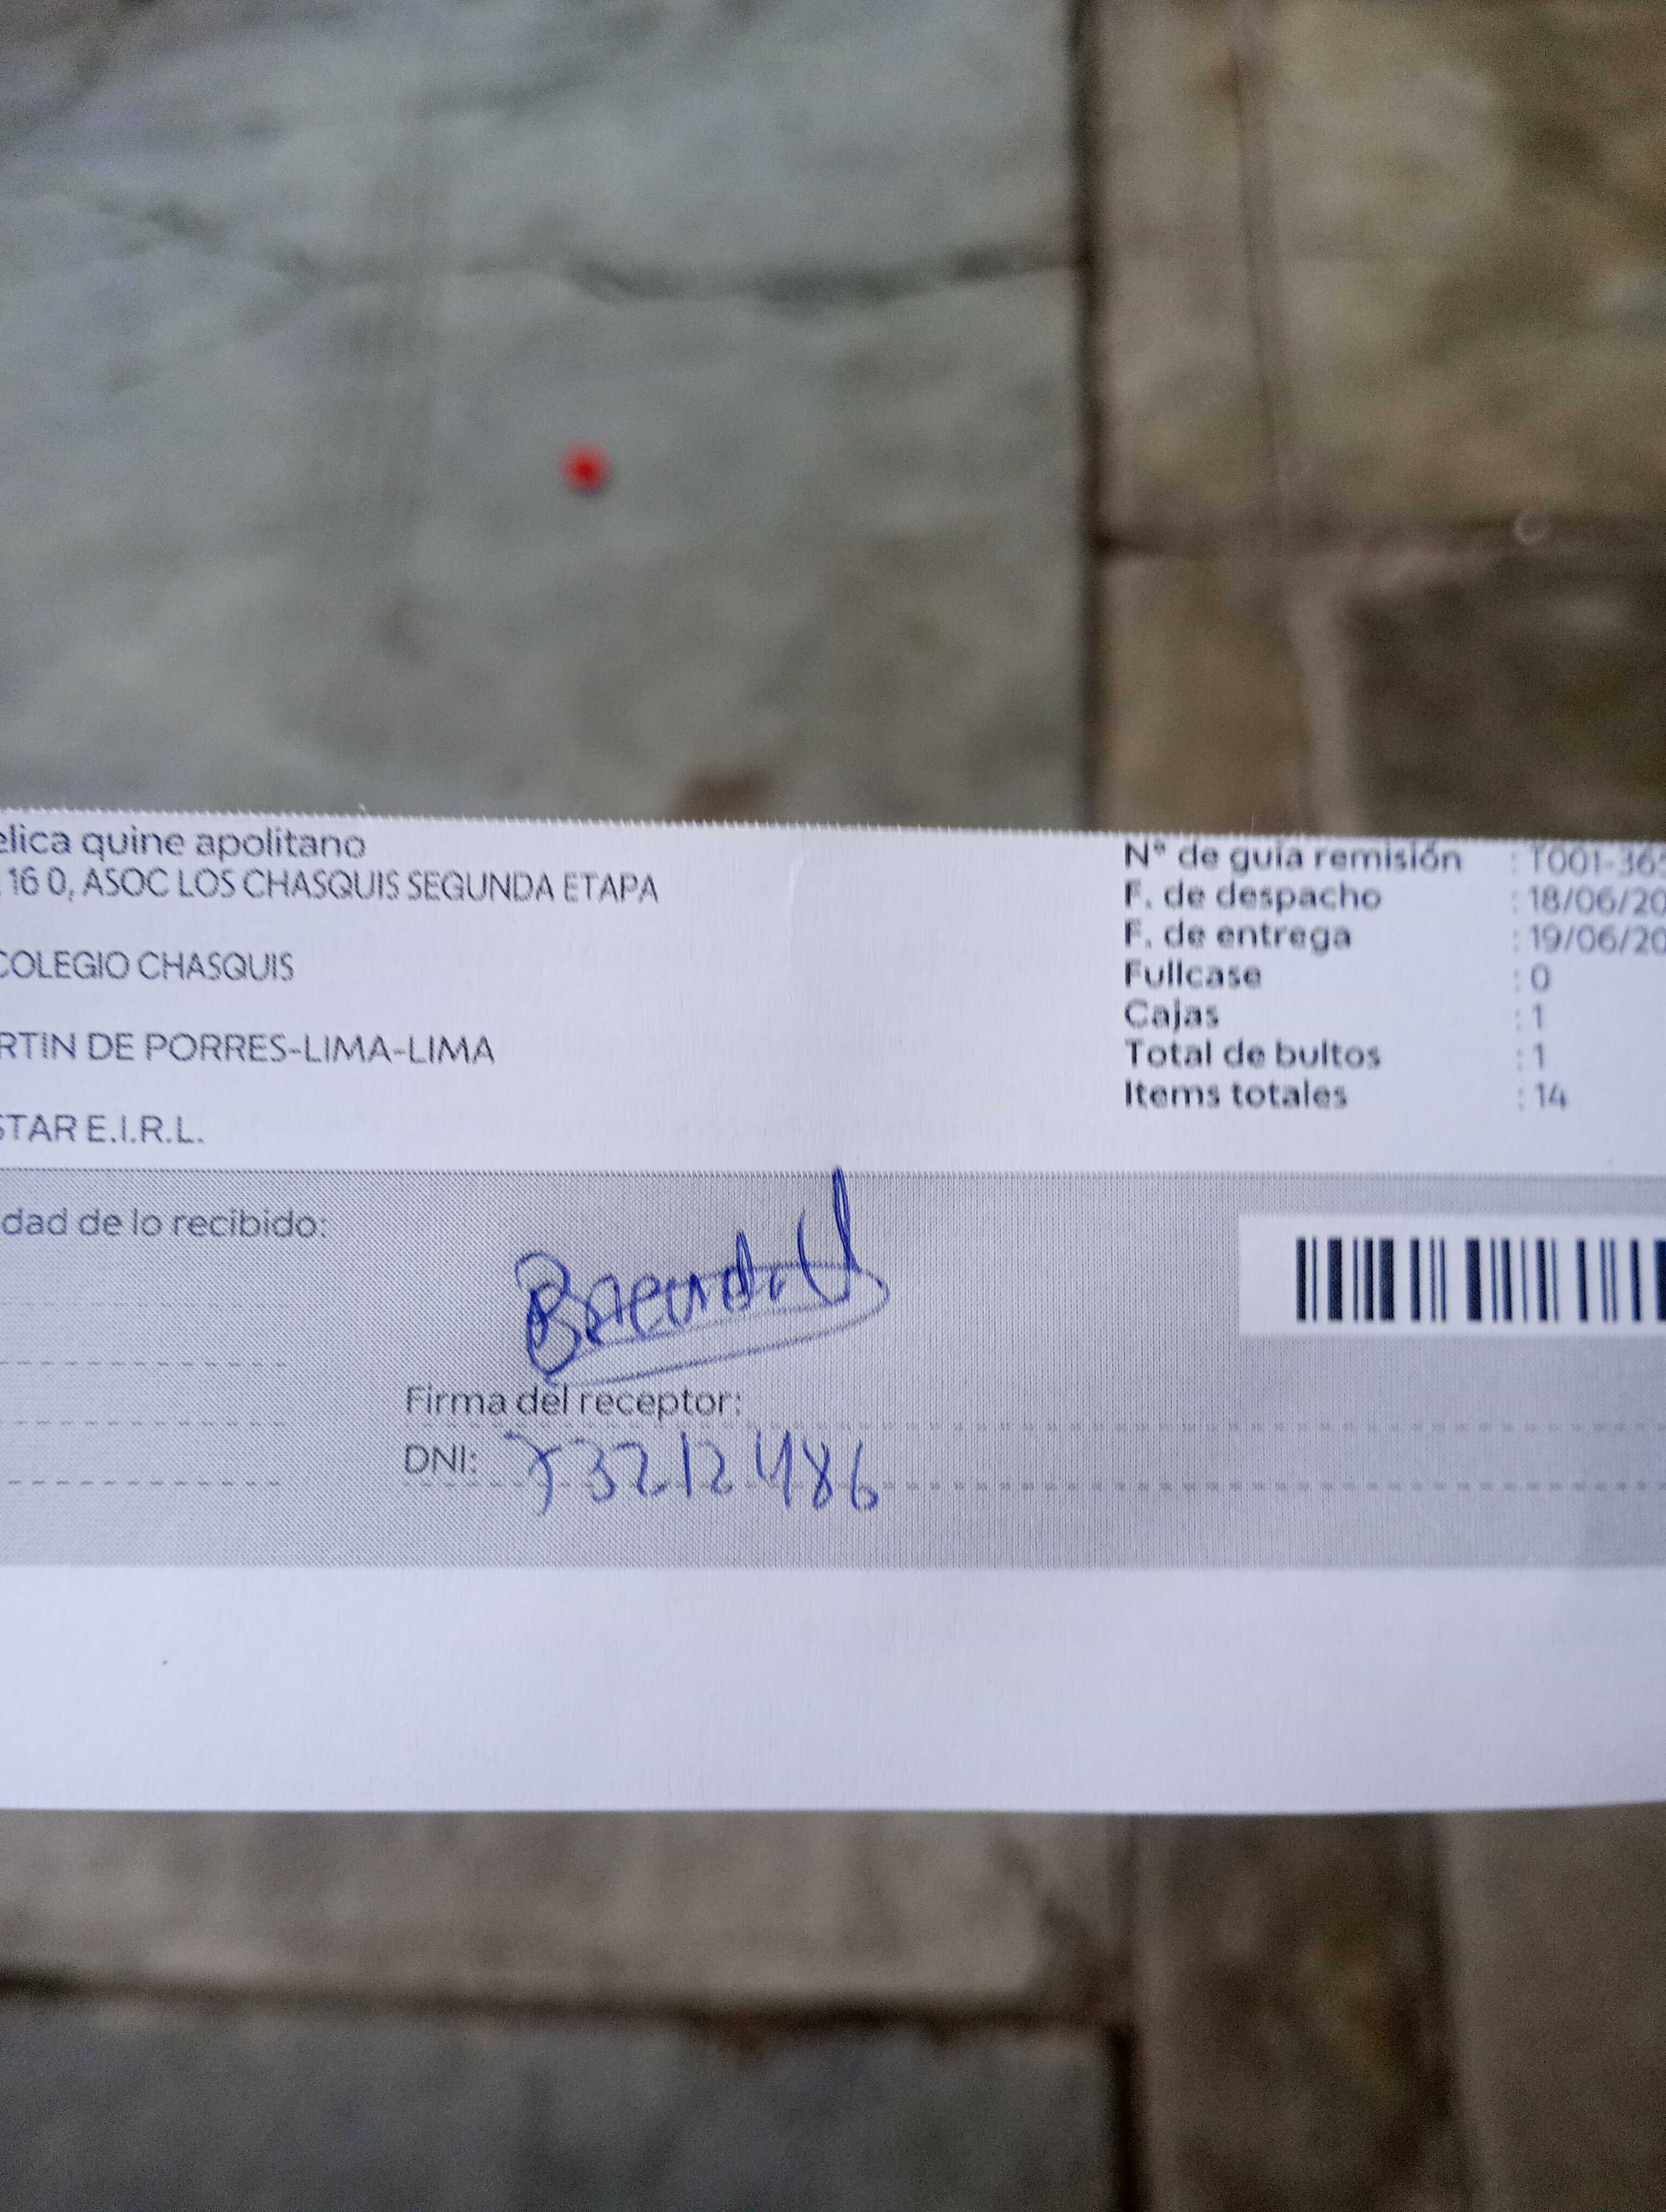 elica quine apolitano
16 0, ASOC LOS CHASQUIS SEGUNDA ETAPA
COLEGIO CHASQUIS
RTIN DE PORRES-LIMA-LIMA
STAR E.I.R.L.
N° de guía remisión : T001-365
F. de despacho : 18/06/20
F. de entrega : 19/06/20
Fullcase : 0
Cajas : 1
Total de bultos : 1
Items totales : 14
dad de lo recibido:
Firma del receptor:
DNI: 73212486